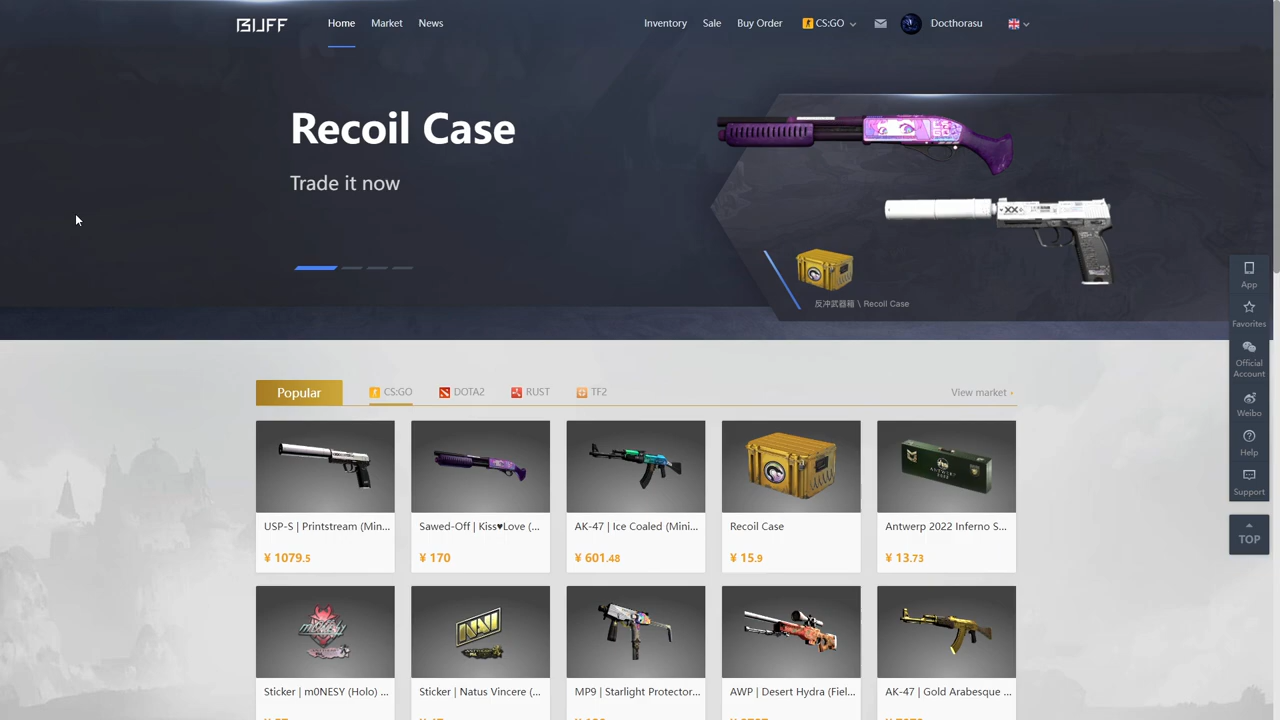 BUFF
Home Market News
Inventory Sale Buy Order CS:GO Docthorasu
Recoil Case
Trade it now
反冲武器箱 \ Recoil Case
App
Favorites
Official
Account
Weibo
Help
Support
TOP
Popular CS:GO DOTA2 RUST TF2 View market
USP-S | Printstream (Min...
¥ 1079.5
Sawed-Off | Kiss♥Love (...
¥ 170
AK-47 | Ice Coaled (Mini...
¥ 601.48
Recoil Case
¥ 15.9
Antwerp 2022 Inferno S...
¥ 13.73
Sticker | m0NESY (Holo) ...
Sticker | Natus Vincere (...
MP9 | Starlight Protector...
AWP | Desert Hydra (Fiel...
AK-47 | Gold Arabesque ...